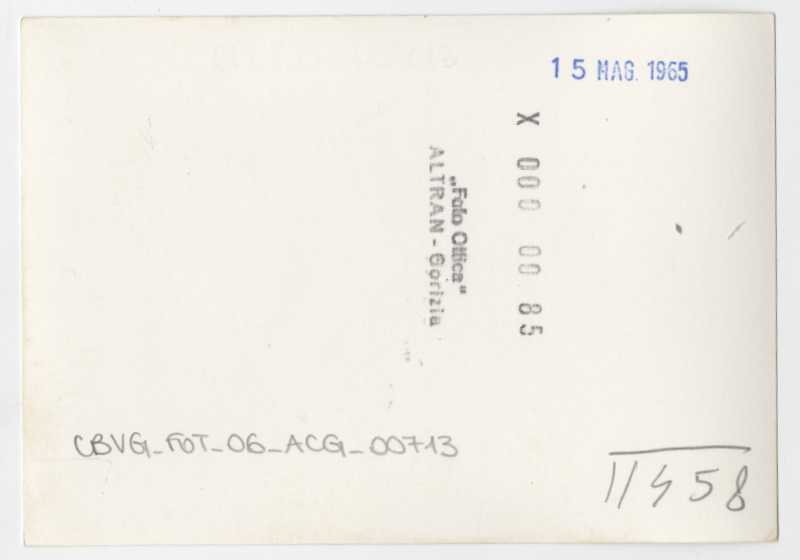 15 MAG. 1965
X 000 00 85
"Foto Ottica"
ALTRAN - Gorizia
CBVG_FOT_06_ACG_00713
11458